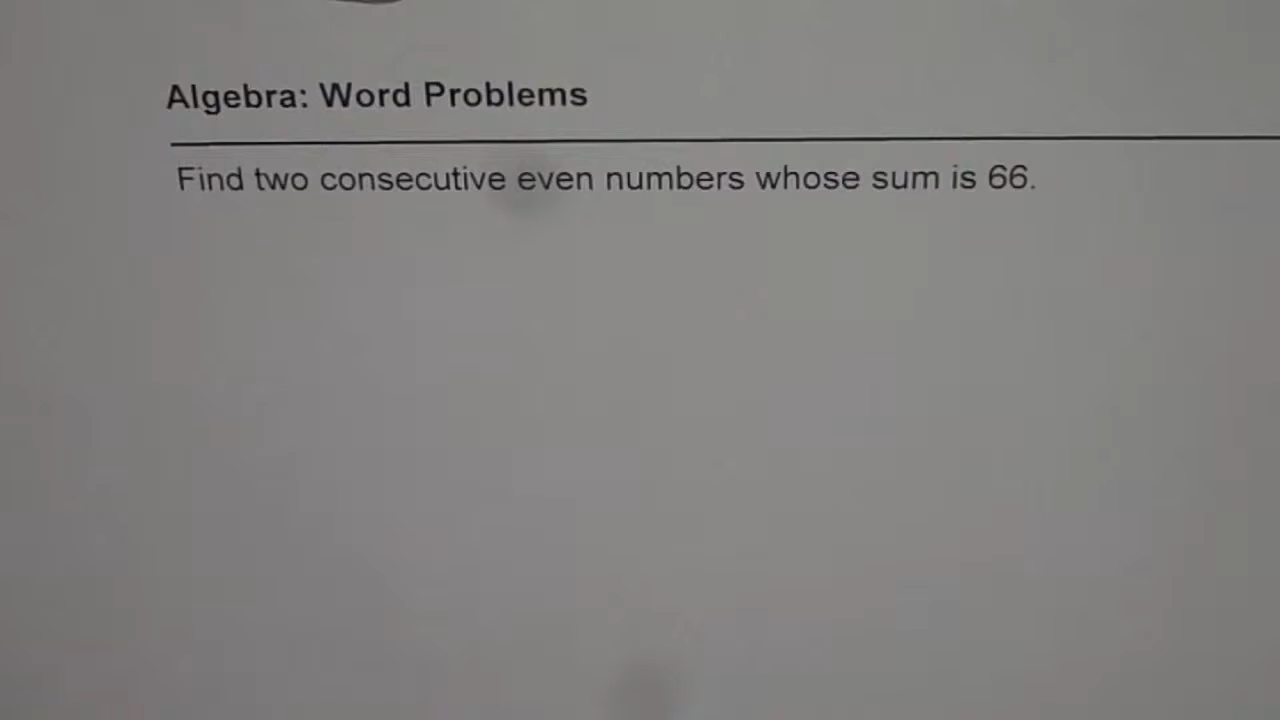 Algebra: Word Problems
Find two consecutive even numbers whose sum is 66.